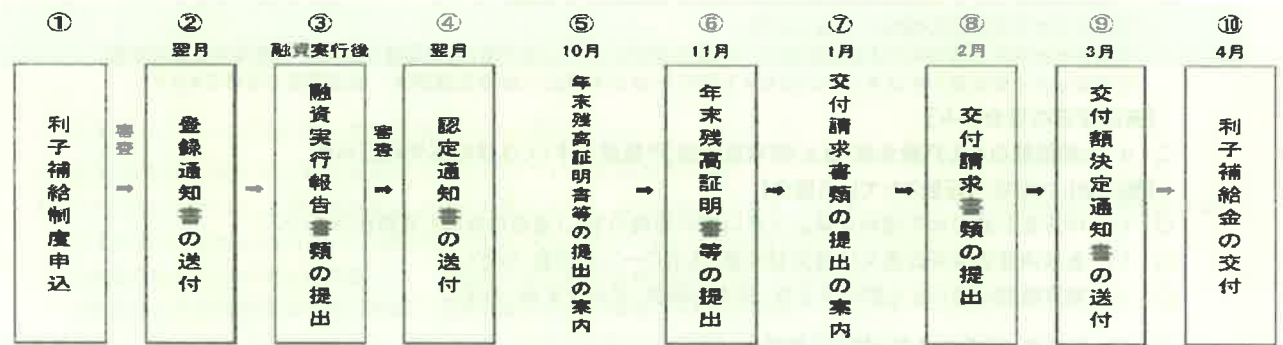 ①
利子補給制度申込
審査
➡
②
翌月
登録通知書の送付
➡
③
融資実行後
融資実行報告書類の提出
審査
➡
④
翌月
認定通知書の送付
⑤
10月
年末残高証明書等の提出の案内
➡
⑥
11月
年末残高証明書等の提出
➡
⑦
1月
交付請求書類の提出の案内
➡
⑧
2月
交付請求書類の提出
➡
⑨
3月
交付額決定通知書の送付
➡
⑩
4月
利子補給金の交付